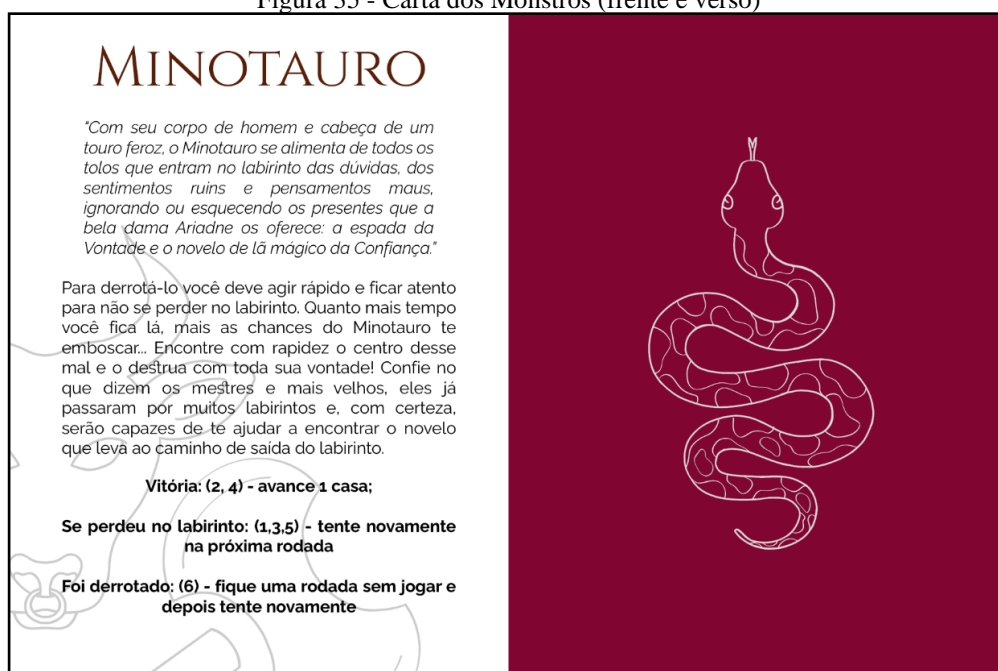 Figura 35 - Carta dos Monstros (frente e verso)
MINOTAURO
"Com seu corpo de homem e cabeça de um
touro feroz, o Minotauro se alimenta de todos os
tolos que entram no labirinto das dúvidas, dos
sentimentos ruins e pensamentos maus,
ignorando ou esquecendo os presentes que a
bela dama Ariadne os oferece: a espada da
Vontade e o novelo de lã mágico da Confiança."
Para derrotá-lo você deve agir rápido e ficar atento
para não se perder no labirinto. Quanto mais tempo
você fica lá, mais as chances do Minotauro te
emboscar... Encontre com rapidez o centro desse
mal e o destrua com toda sua vontade! Confie no
que dizem os mestres e mais velhos, eles já
passaram por muitos labirintos e, com certeza,
serão capazes de te ajudar a encontrar o novelo
que leva ao caminho de saída do labirinto.
Vitória: (2, 4) - avance 1 casa;
Se perdeu no labirinto: (1,3,5) - tente novamente
na próxima rodada
Foi derrotado: (6) - fique uma rodada sem jogar e
depois tente novamente